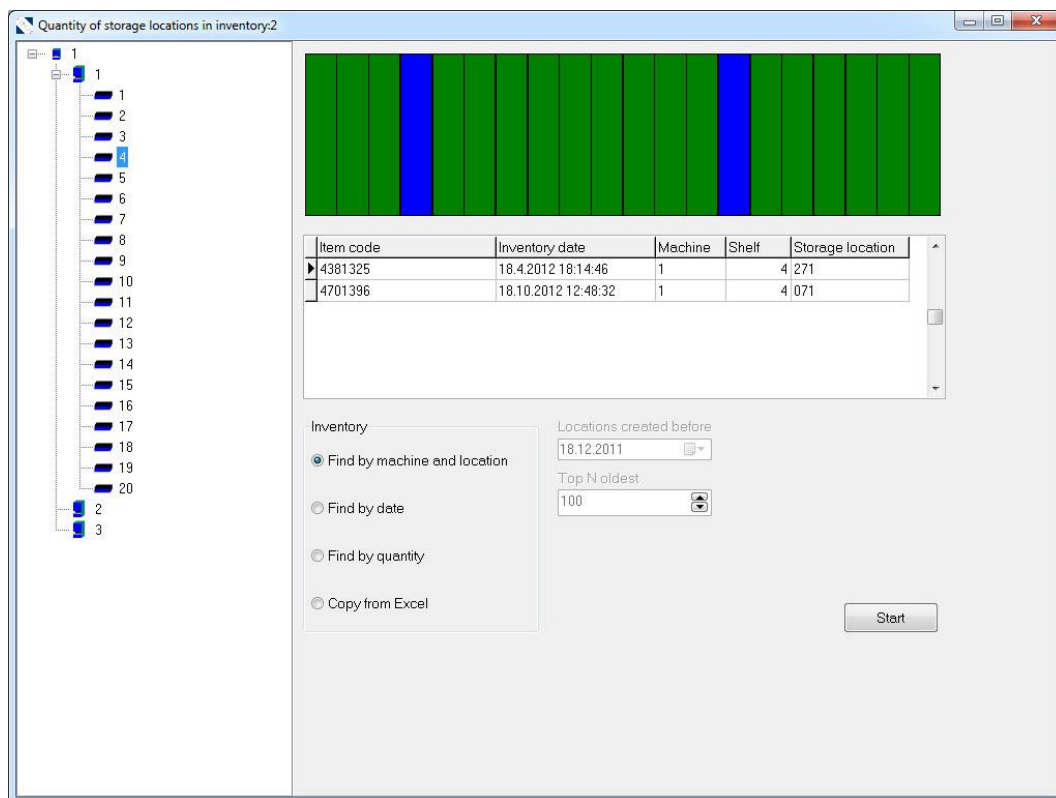 Quantity of storage locations in inventory:2
1
1
1
2
3
4
5
6
7
8
9
10
11
12
13
14
15
16
17
18
19
20
2
3
Item code Inventory date Machine Shelf Storage location
4381325 18.4.2012 18:14:46 1 4 271
4701396 18.10.2012 12:48:32 1 4 071
Inventory
Find by machine and location
Find by date
Find by quantity
Copy from Excel
Locations created before
18.12.2011
Top N oldest
100
Start